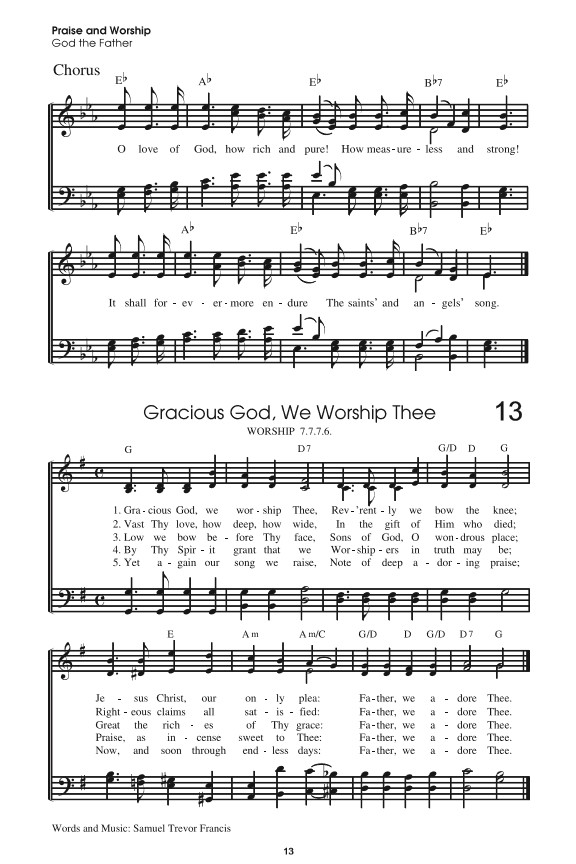 Praise and Worship
God the Father
Chorus
E♭ A♭ E♭ B♭7 E♭
O love of God, how rich and pure! How meas-ure-less and strong!
E♭ A♭ E♭ B♭7 E♭
It shall for-ev-er-more en-dure The saints' and an-gels' song.
Gracious God, We Worship Thee 13
WORSHIP 7.7.7.6.
G D7 G/D D G
1. Gra-cious God, we wor-ship Thee, Rev-'rent-ly we bow the knee;
2. Vast Thy love, how deep, how wide, In the gift of Him who died;
3. Low we bow be-fore Thy face, Sons of God, O won-drous place;
4. By Thy Spir-it grant that we Wor-ship-ers in truth may be;
5. Yet a-gain our song we raise, Note of deep a-dor-ing praise;
E Am Am/C G/D D G/D D7 G
Je-sus Christ, our on-ly plea: Fa-ther, we a-dore Thee.
Right-eous claims all sat-is-fied: Fa-ther, we a-dore Thee.
Great the rich-es of Thy grace: Fa-ther, we a-dore Thee.
Praise, as in-cense sweet to Thee: Fa-ther, we a-dore Thee.
Now, and soon through end-less days: Fa-ther, we a-dore Thee.
Words and Music: Samuel Trevor Francis
13